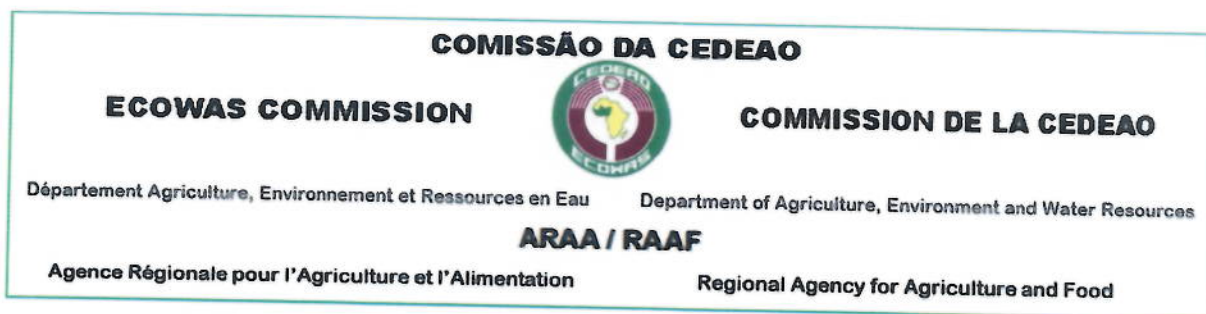 COMISSÃO DA CEDEAO
CEDEAO
ECOWAS COMMISSION
COMMISSION DE LA CEDEAO
ECOWAS
Département Agriculture, Environnement et Ressources en Eau
Department of Agriculture, Environment and Water Resources
ARAA / RAAF
Agence Régionale pour l'Agriculture et l'Alimentation
Regional Agency for Agriculture and Food